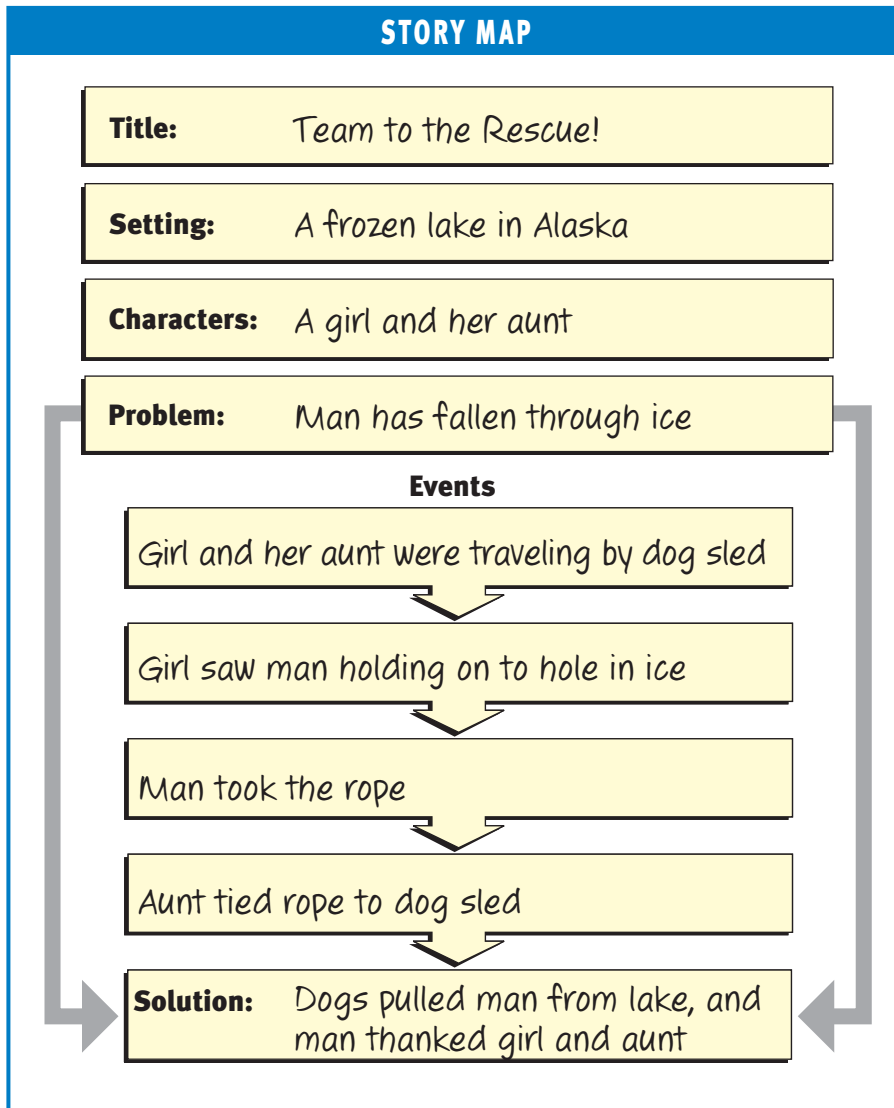 STORY MAP
Title: Team to the Rescue!
Setting: A frozen lake in Alaska
Characters: A girl and her aunt
Problem: Man has fallen through ice
Events
Girl and her aunt were traveling by dog sled
Girl saw man holding on to hole in ice
Man took the rope
Aunt tied rope to dog sled
Solution: Dogs pulled man from lake, and
man thanked girl and aunt